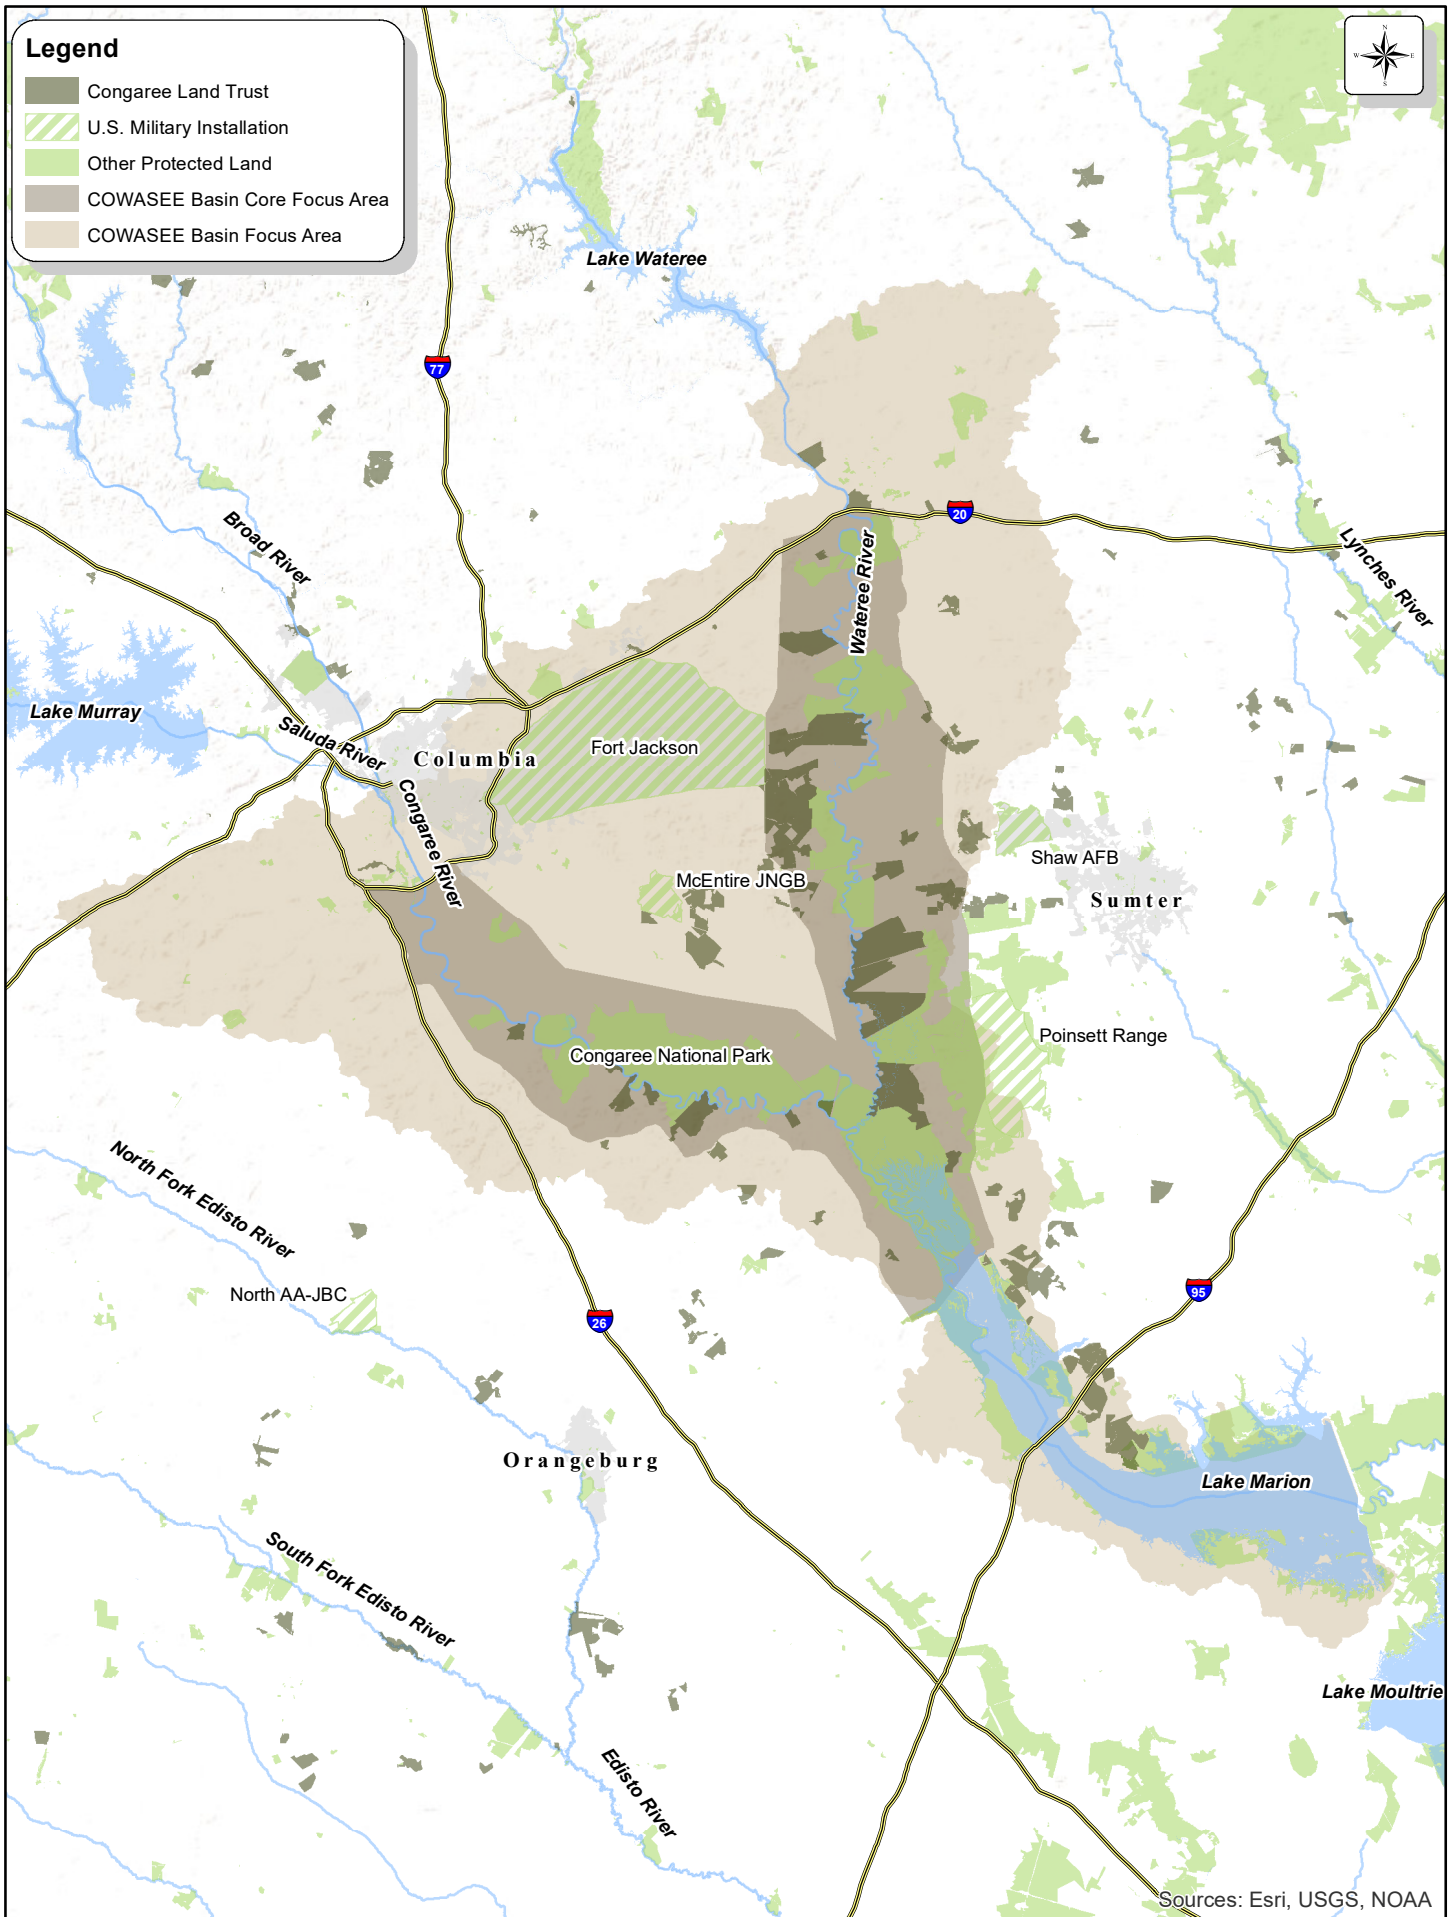 Legend
Congaree Land Trust
U.S. Military Installation
Other Protected Land
COWASEE Basin Core Focus Area
COWASEE Basin Focus Area
N
W
E
S
Lake Wateree
77
20
Broad River
Wateree River
Lynches River
Lake Murray
Saluda River
Columbia
Fort Jackson
Congaree River
McEntire JNGB
Shaw AFB
Sumter
Poinsett Range
Congaree National Park
North Fork Edisto River
North AA-JBC
26
95
Orangeburg
Lake Marion
South Fork Edisto River
Lake Moultrie
Edisto River
Sources: Esri, USGS, NOAA